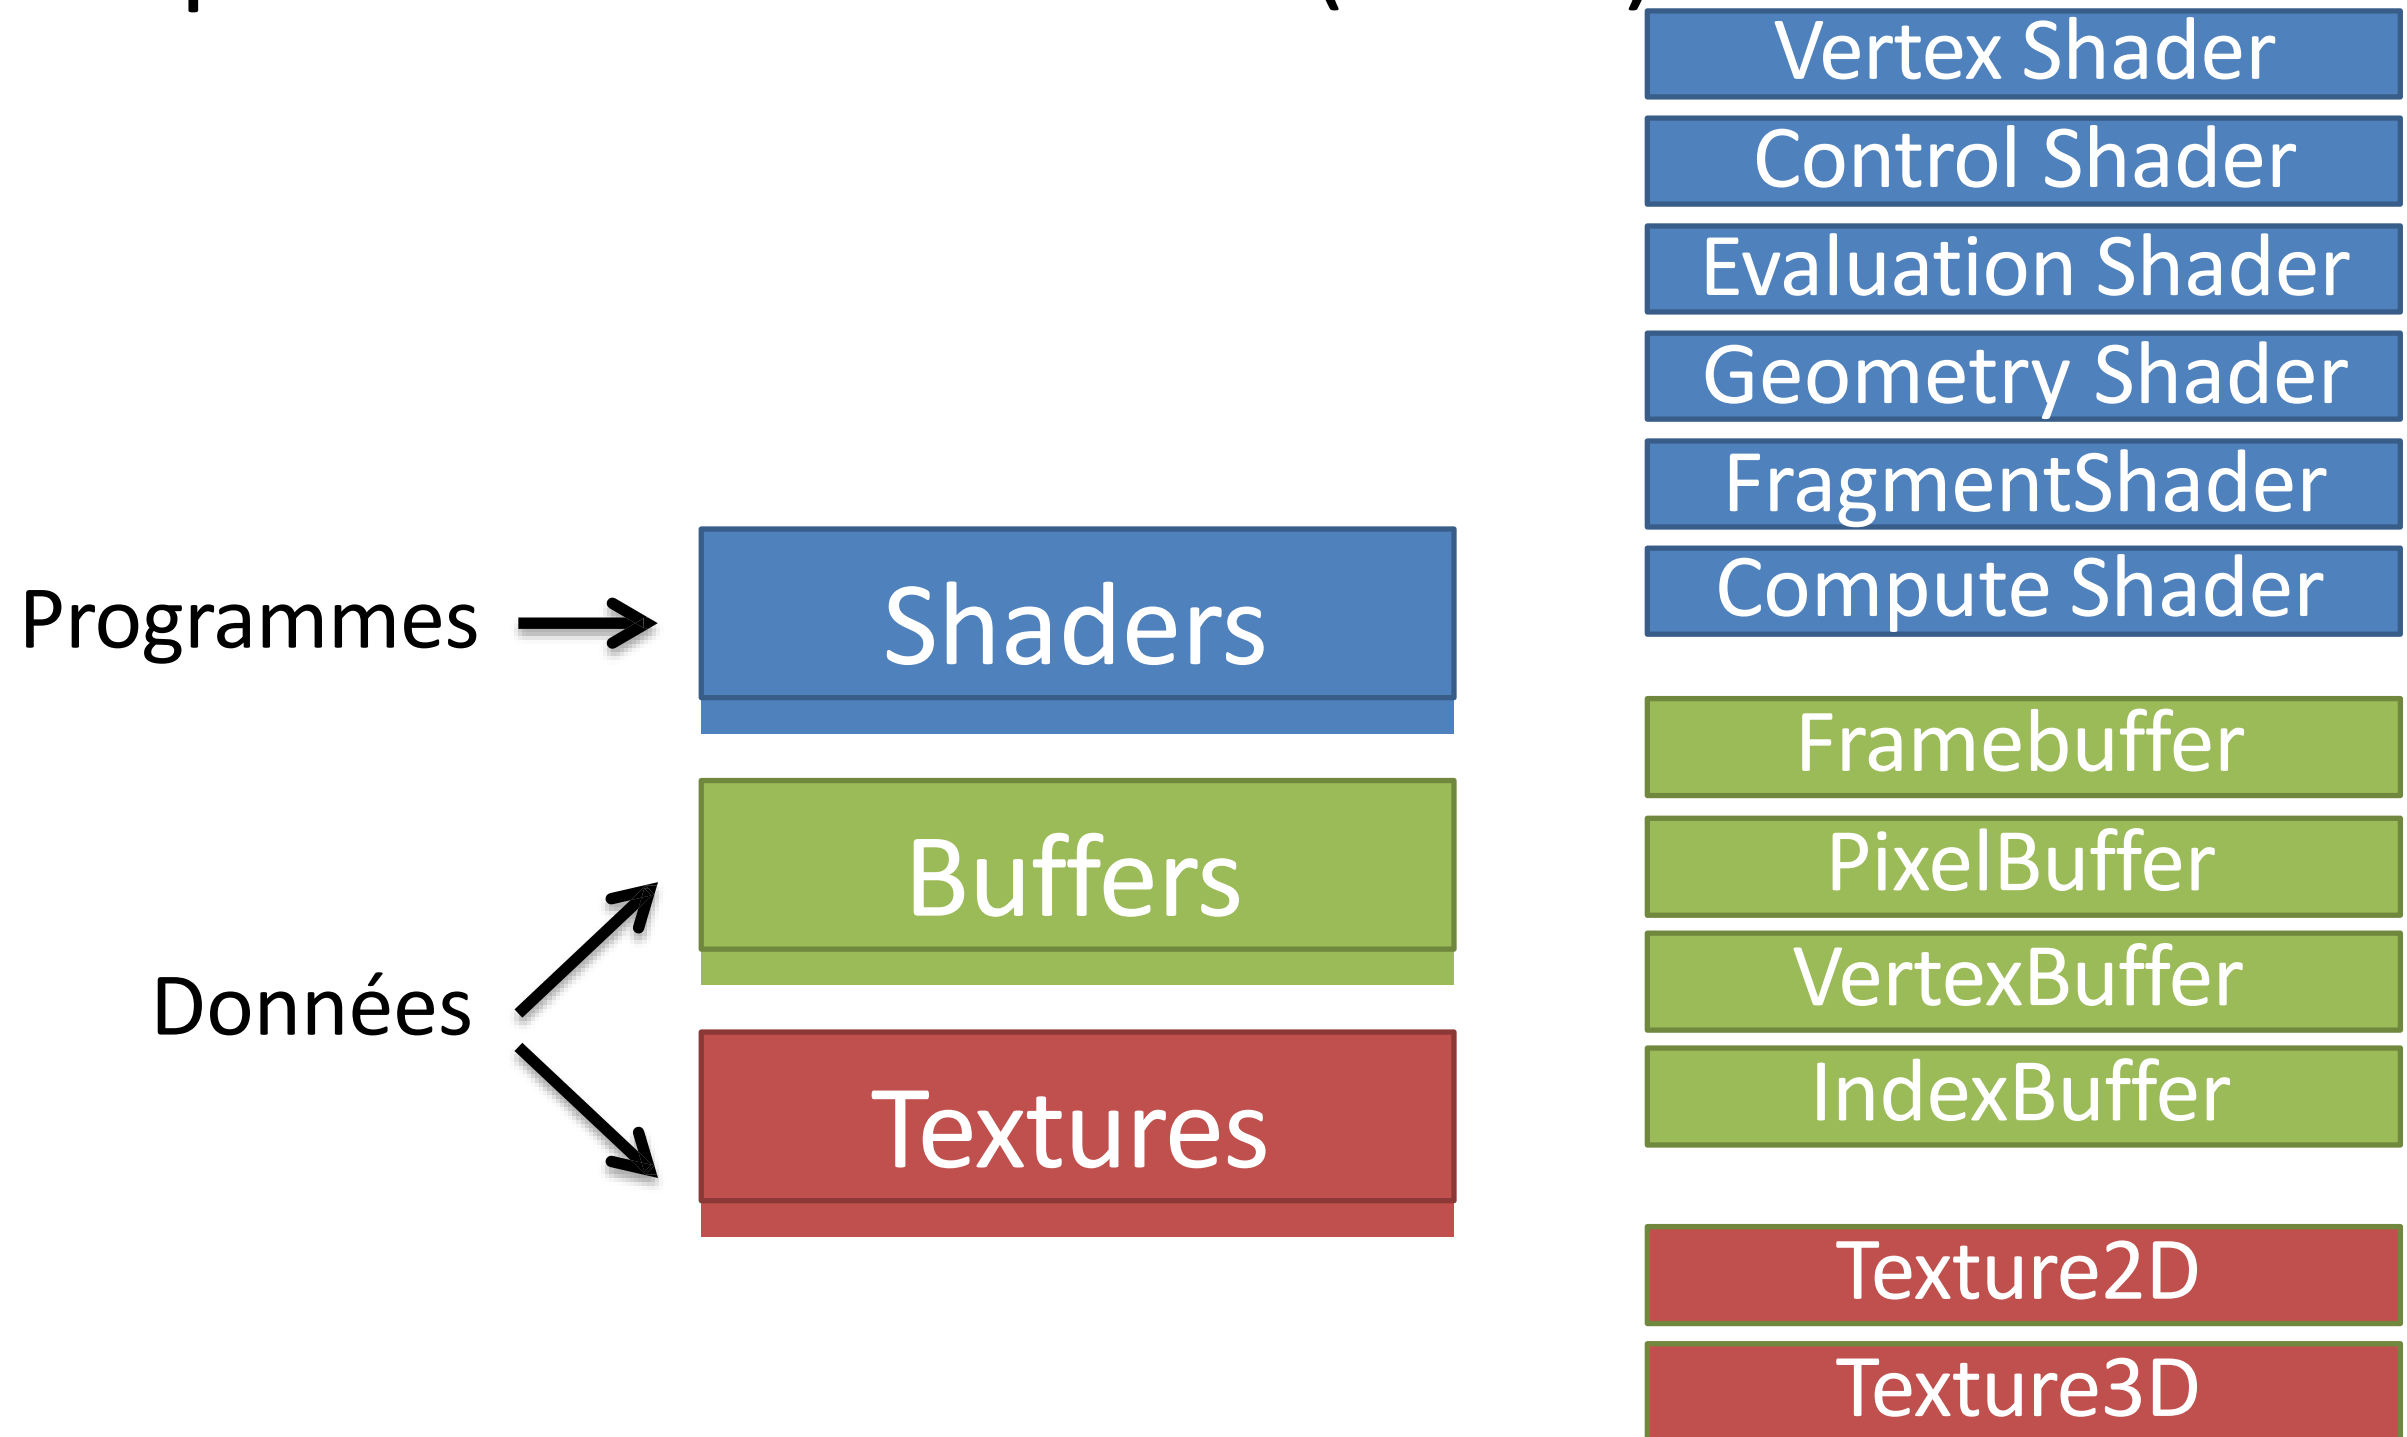 Vertex Shader
Control Shader
Evaluation Shader
Geometry Shader
FragmentShader
Compute Shader
Programmes
Shaders
Framebuffer
PixelBuffer
VertexBuffer
IndexBuffer
Buffers
Données
Textures
Texture2D
Texture3D